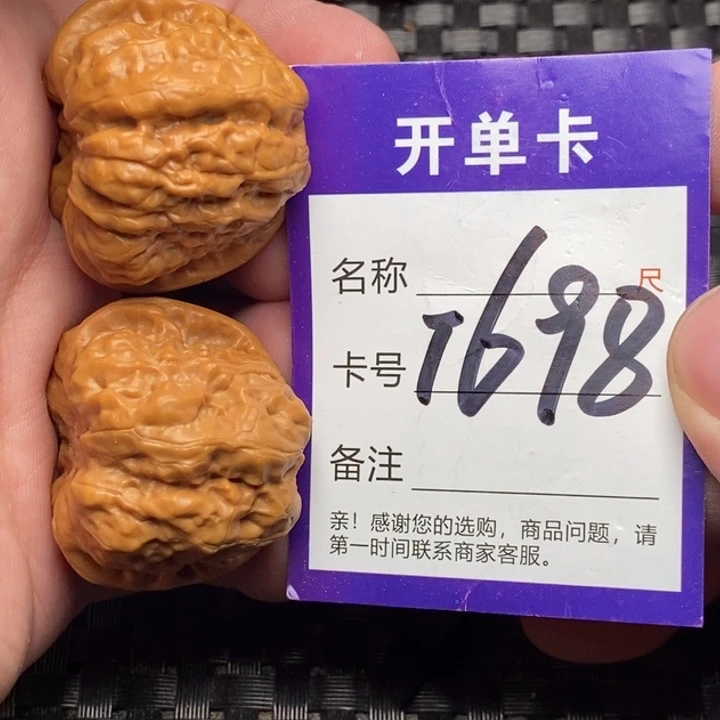 开单卡
名称 尺
卡号 T698
备注
亲！感谢您的选购，商品问题，请
第一时间联系商家客服。